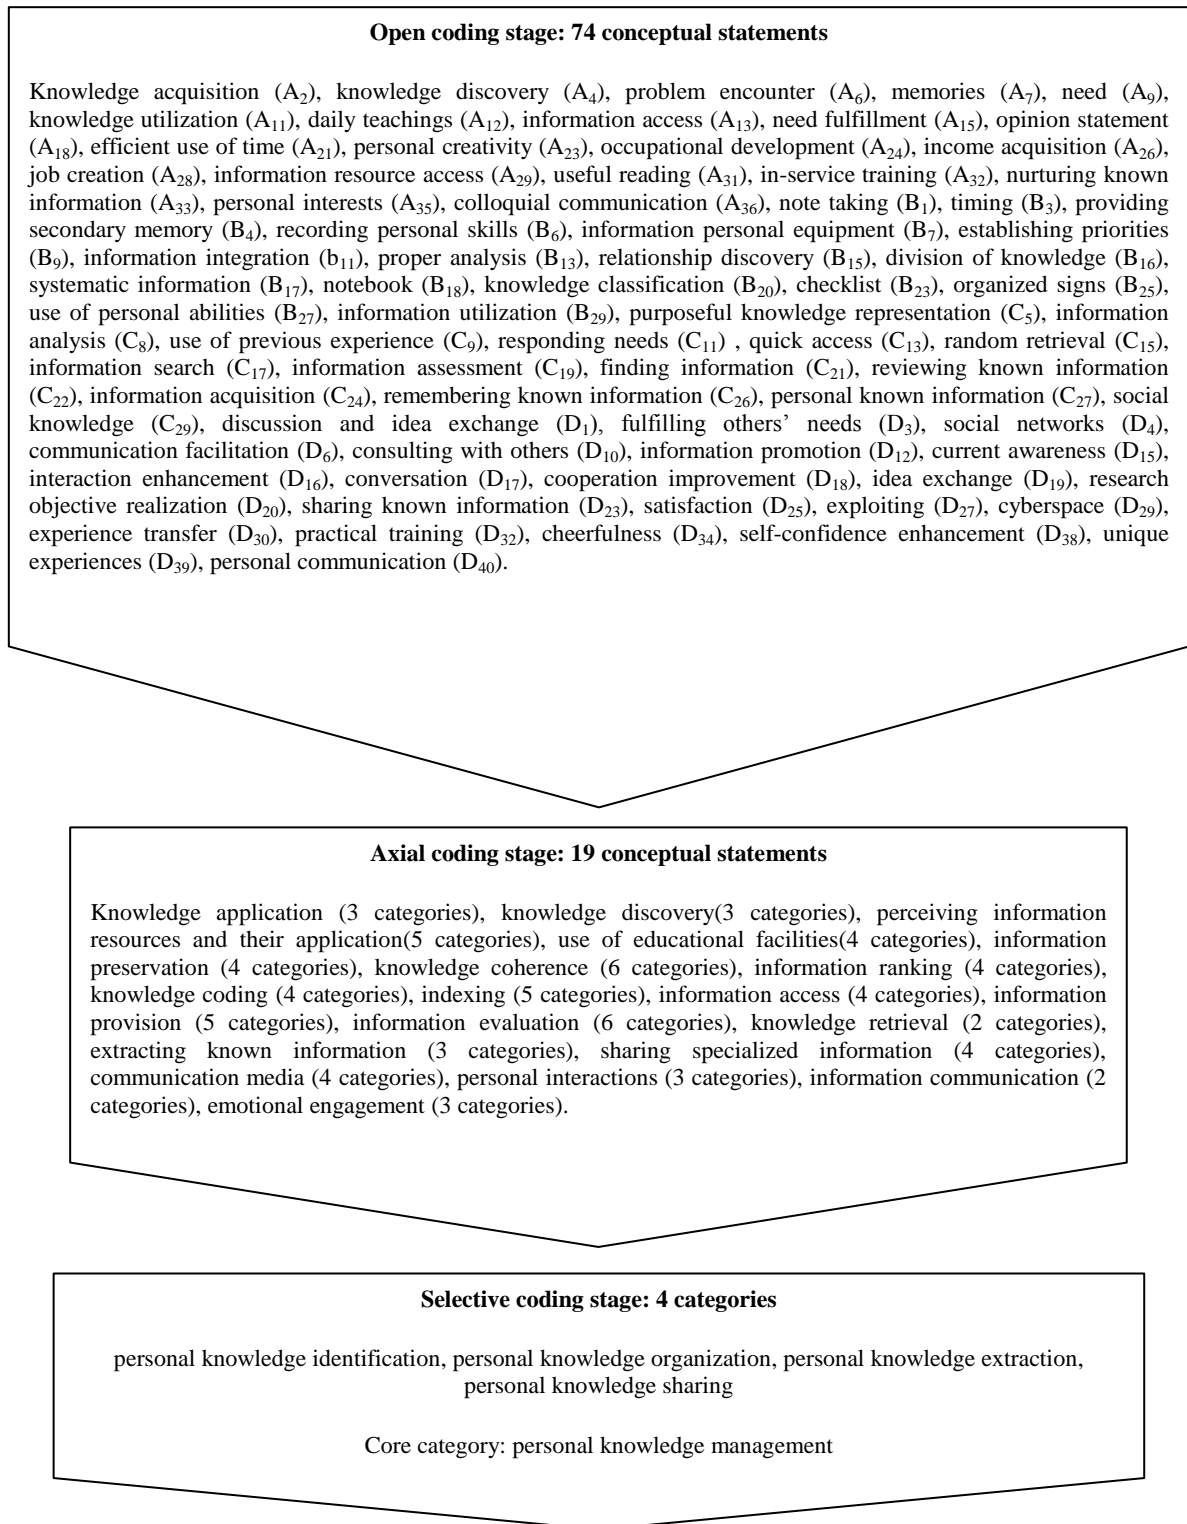 Open coding stage: 74 conceptual statements
Knowledge acquisition (A2), knowledge discovery (A4), problem encounter (A6), memories (A7), need (A9),
knowledge utilization (A11), daily teachings (A12), information access (A13), need fulfillment (A15), opinion statement
(A18), efficient use of time (A21), personal creativity (A23), occupational development (A24), income acquisition (A26),
job creation (A28), information resource access (A29), useful reading (A31), in-service training (A32), nurturing known
information (A33), personal interests (A35), colloquial communication (A36), note taking (B1), timing (B3), providing
secondary memory (B4), recording personal skills (B6), information personal equipment (B7), establishing priorities
(B9), information integration (b11), proper analysis (B13), relationship discovery (B15), division of knowledge (B16),
systematic information (B17), notebook (B18), knowledge classification (B20), checklist (B23), organized signs (B25),
use of personal abilities (B27), information utilization (B29), purposeful knowledge representation (C5), information
analysis (C8), use of previous experience (C9), responding needs (C11) , quick access (C13), random retrieval (C15),
information search (C17), information assessment (C19), finding information (C21), reviewing known information
(C22), information acquisition (C24), remembering known information (C26), personal known information (C27), social
knowledge (C29), discussion and idea exchange (D1), fulfilling others’ needs (D3), social networks (D4),
communication facilitation (D6), consulting with others (D10), information promotion (D12), current awareness (D15),
interaction enhancement (D16), conversation (D17), cooperation improvement (D18), idea exchange (D19), research
objective realization (D20), sharing known information (D23), satisfaction (D25), exploiting (D27), cyberspace (D29),
experience transfer (D30), practical training (D32), cheerfulness (D34), self-confidence enhancement (D38), unique
experiences (D39), personal communication (D40).
Axial coding stage: 19 conceptual statements
Knowledge application (3 categories), knowledge discovery(3 categories), perceiving information
resources and their application(5 categories), use of educational facilities(4 categories), information
preservation (4 categories), knowledge coherence (6 categories), information ranking (4 categories),
knowledge coding (4 categories), indexing (5 categories), information access (4 categories), information
provision (5 categories), information evaluation (6 categories), knowledge retrieval (2 categories),
extracting known information (3 categories), sharing specialized information (4 categories),
communication media (4 categories), personal interactions (3 categories), information communication (2
categories), emotional engagement (3 categories).
Selective coding stage: 4 categories
personal knowledge identification, personal knowledge organization, personal knowledge extraction,
personal knowledge sharing
Core category: personal knowledge management